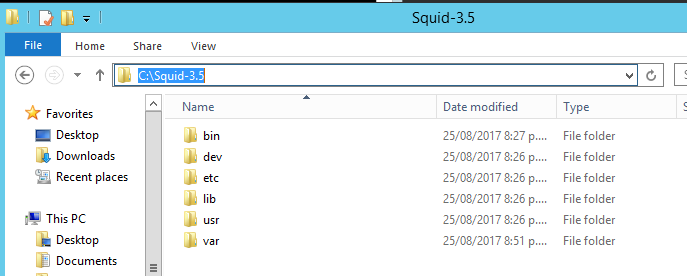 Squid-3.5
File Home Share View
C:\Squid-3.5
Favorites
Desktop
Downloads
Recent places
This PC
Desktop
Documents
Name Date modified Type
bin 25/08/2017 8:27 p.... File folder
dev 25/08/2017 8:26 p.... File folder
etc 25/08/2017 8:26 p.... File folder
lib 25/08/2017 8:26 p.... File folder
usr 25/08/2017 8:26 p.... File folder
var 25/08/2017 8:51 p.... File folder